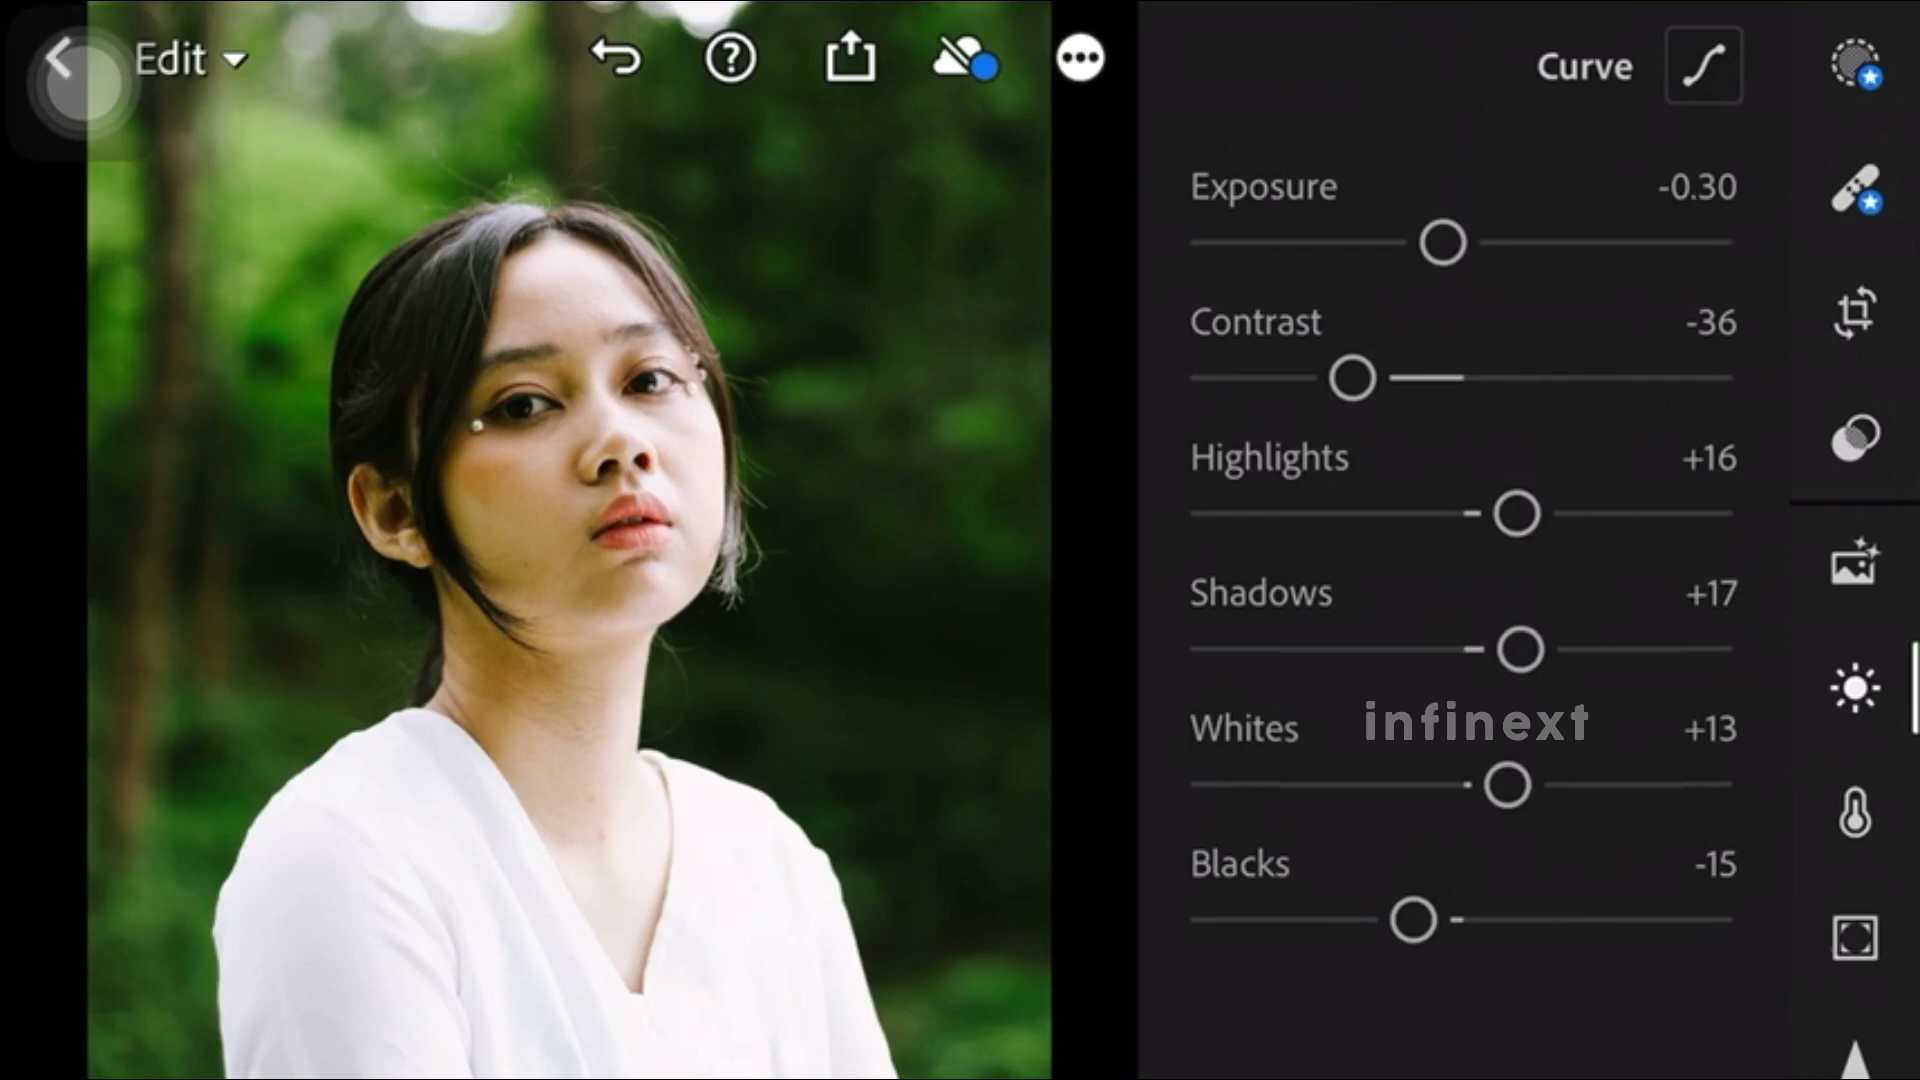 Edit
Curve
Exposure -0.30
Contrast -36
Highlights +16
Shadows +17
infinext
Whites +13
Blacks -15